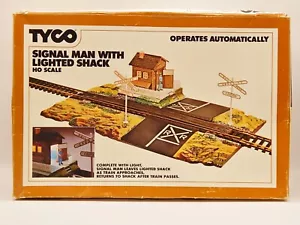 TYCO
OPERATES AUTOMATICALLY
SIGNAL MAN WITH
LIGHTED SHACK
HO SCALE
COMPLETE WITH LIGHT,
SIGNAL MAN LEAVES LIGHTED SHACK
AS TRAIN APPROACHES,
RETURNS TO SHACK AFTER TRAIN PASSES.